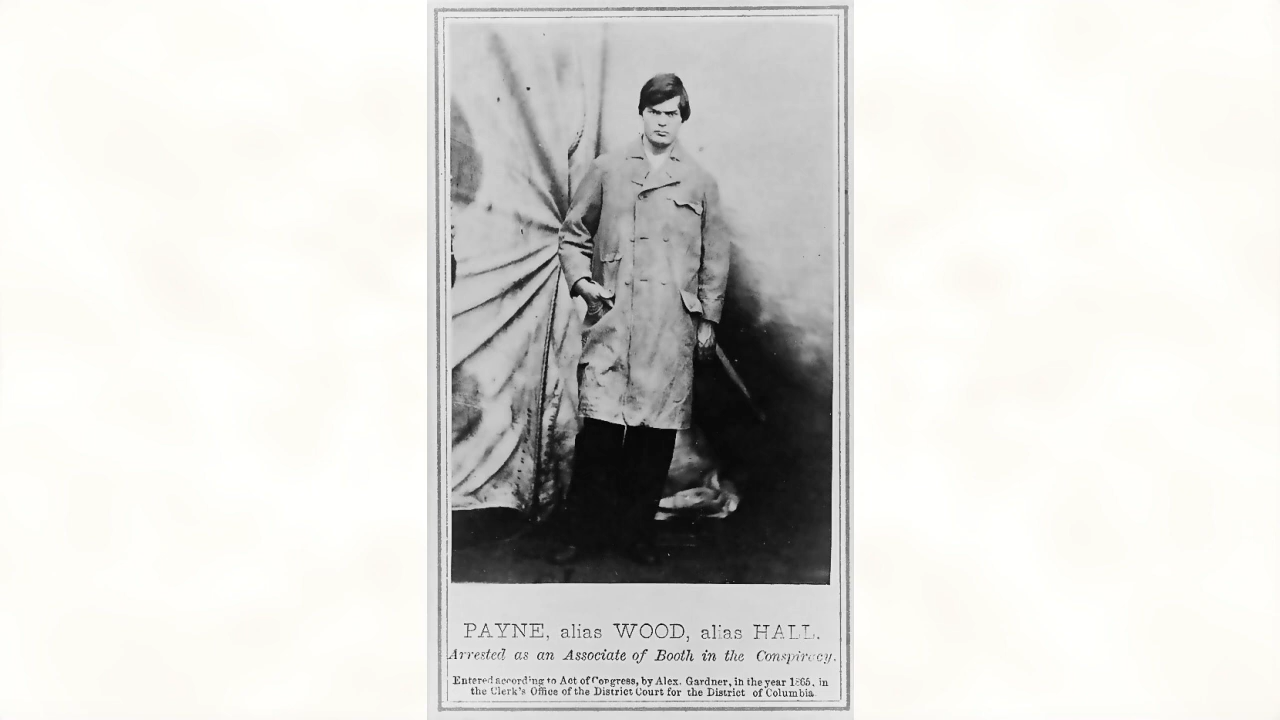 PAYNE, alias WOOD, alias HALL.
Arrested as an Associate of Booth in the Conspiracy.
Entered according to Act of Congress, by Alex. Gardner, in the year 1865, in
the Clerk's Office of the District Court for the District of Columbia.